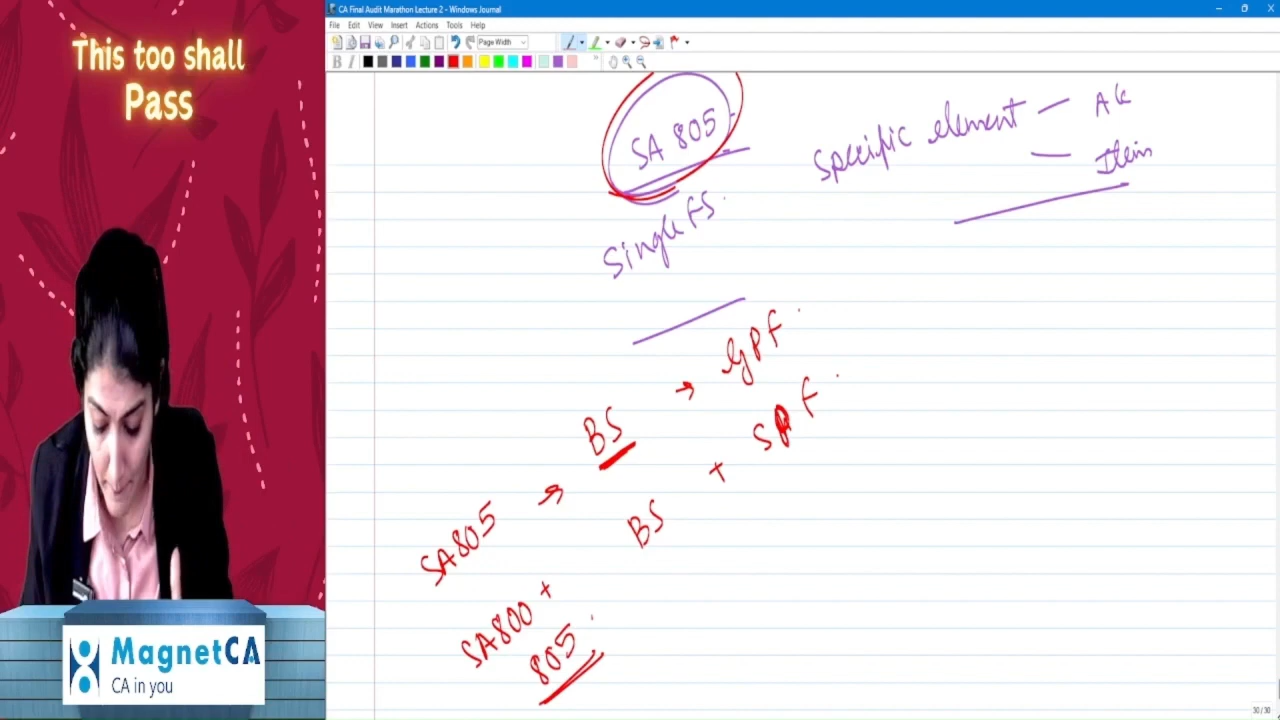 CA Final Audit Marathon Lecture 2 - Windows Journal
File Edit View Insert Actions Tools Help
Page Width
B I
This too shall
Pass
SA 805
Single FS
Specific element — A/c
— Item
SA805 → BS → GPF
SA800 + 805
BS + SPF
MagnetCA
CA in you
30 / 30